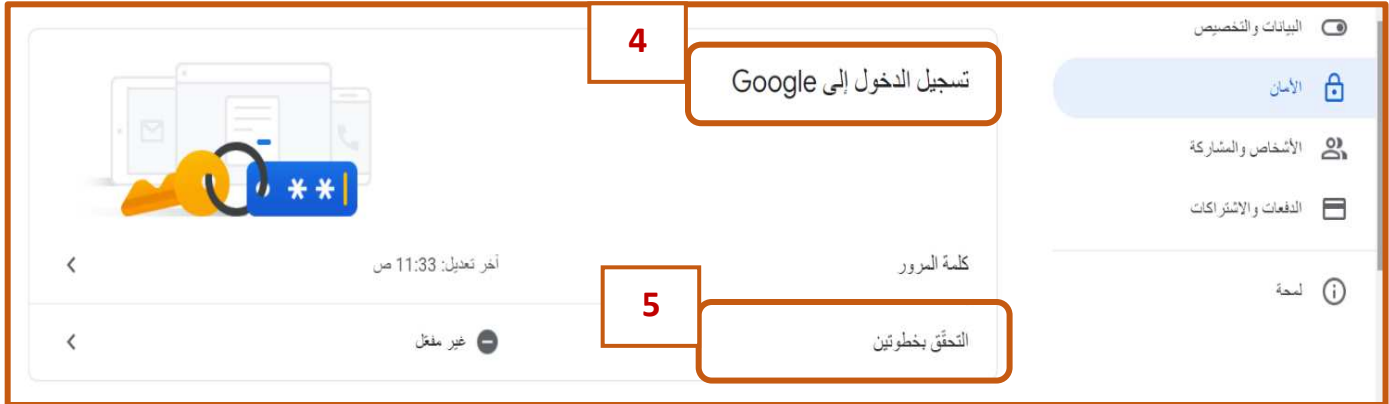 البيانات والتخصيص
الأمان
الأشخاص والمشاركة
الدفعات والاشتراكات
لمحة
4
تسجيل الدخول إلى Google
**
كلمة المرور
آخر تعديل: 11:33 ص
5
التحقّق بخطوتين
غير مفعّل